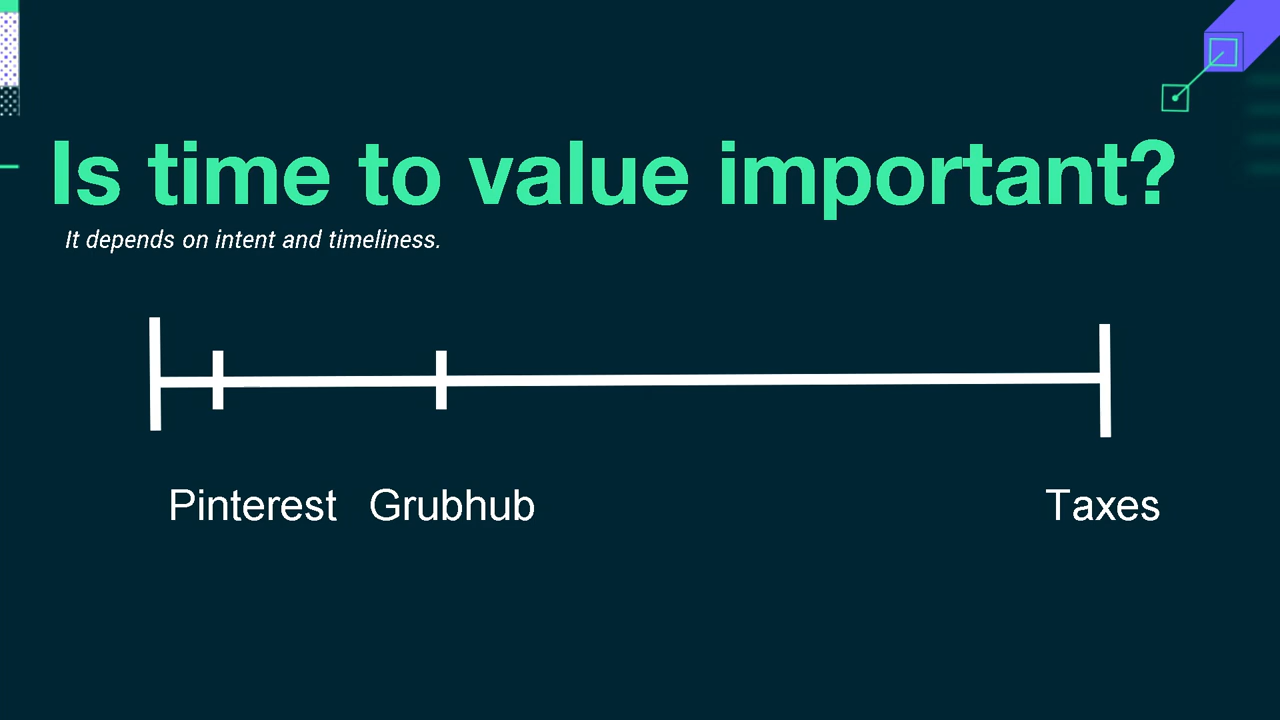 Is time to value important?
It depends on intent and timeliness.
Pinterest Grubhub Taxes